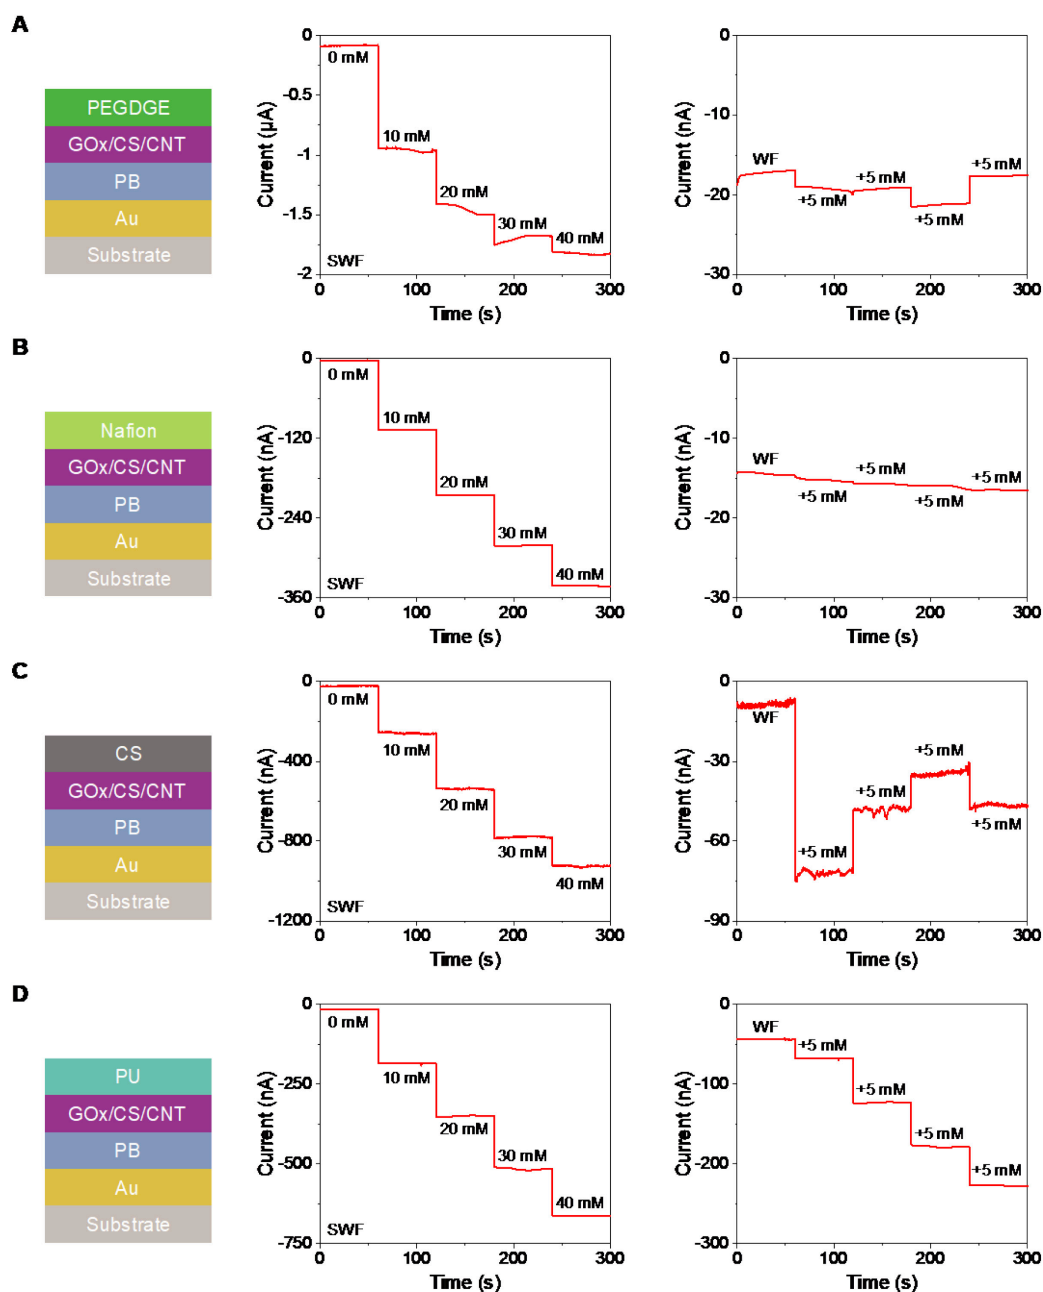 A
PEGDGE
GOx/CS/CNT
PB
Au
Substrate
Current (µA)
0
-0.5
-1
-1.5
-2
0 mM
10 mM
20 mM
30 mM
40 mM
SWF
0
100
200
300
Time (s)
Current (nA)
0
-10
-20
-30
WF
+5 mM
+5 mM
+5 mM
+5 mM
0
100
200
300
Time (s)
B
Nafion
GOx/CS/CNT
PB
Au
Substrate
Current (nA)
0
-120
-240
-360
0 mM
10 mM
20 mM
30 mM
40 mM
SWF
0
100
200
300
Time (s)
Current (nA)
0
-10
-20
-30
WF
+5 mM
+5 mM
+5 mM
+5 mM
0
100
200
300
Time (s)
C
CS
GOx/CS/CNT
PB
Au
Substrate
Current (nA)
0
-400
-800
-1200
0 mM
10 mM
20 mM
30 mM
40 mM
SWF
0
100
200
300
Time (s)
Current (nA)
0
-30
-60
-90
WF
+5 mM
+5 mM
+5 mM
+5 mM
0
100
200
300
Time (s)
D
PU
GOx/CS/CNT
PB
Au
Substrate
Current (nA)
0
-250
-500
-750
0 mM
10 mM
20 mM
30 mM
40 mM
SWF
0
100
200
300
Time (s)
Current (nA)
0
-100
-200
-300
WF
+5 mM
+5 mM
+5 mM
+5 mM
0
100
200
300
Time (s)